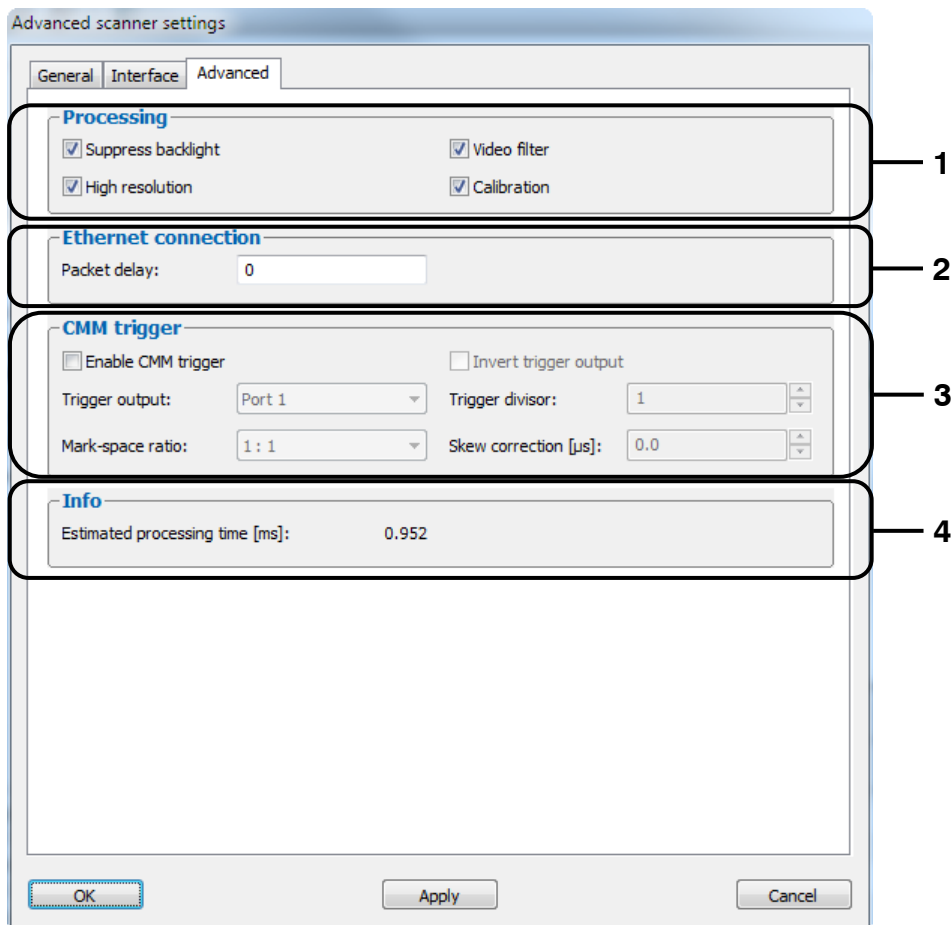 Advanced scanner settings
General Interface Advanced
Processing
Suppress backlight Video filter
High resolution Calibration
1
Ethernet connection
Packet delay: 0
2
CMM trigger
Enable CMM trigger Invert trigger output
Trigger output: Port 1 Trigger divisor: 1
3
Mark-space ratio: 1 : 1 Skew correction [µs]: 0.0
Info
Estimated processing time [ms]: 0.952
4
OK Apply Cancel